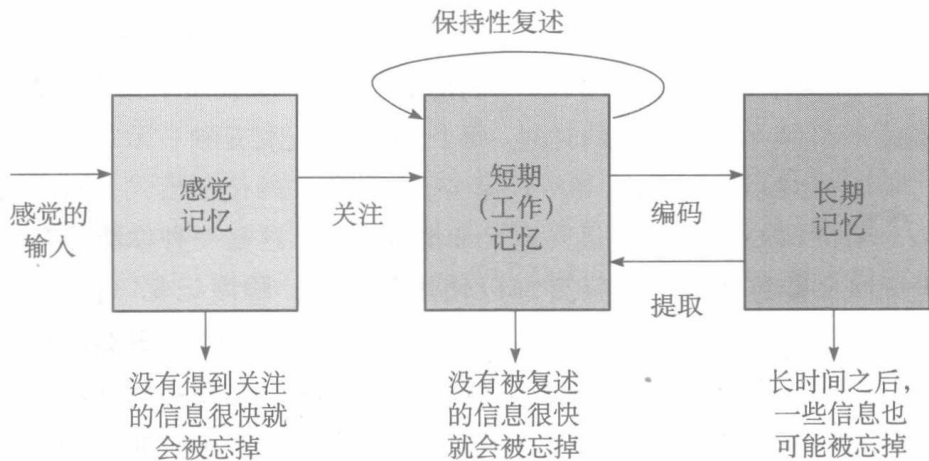 保持性复述
感觉的
输入
感觉
记忆
关注
短期
（工作）
记忆
编码
提取
长期
记忆
没有得到关注
的信息很快就
会被忘掉
没有被复述
的信息很快
就会被忘掉
长时间之后，
一些信息也
可能被忘掉